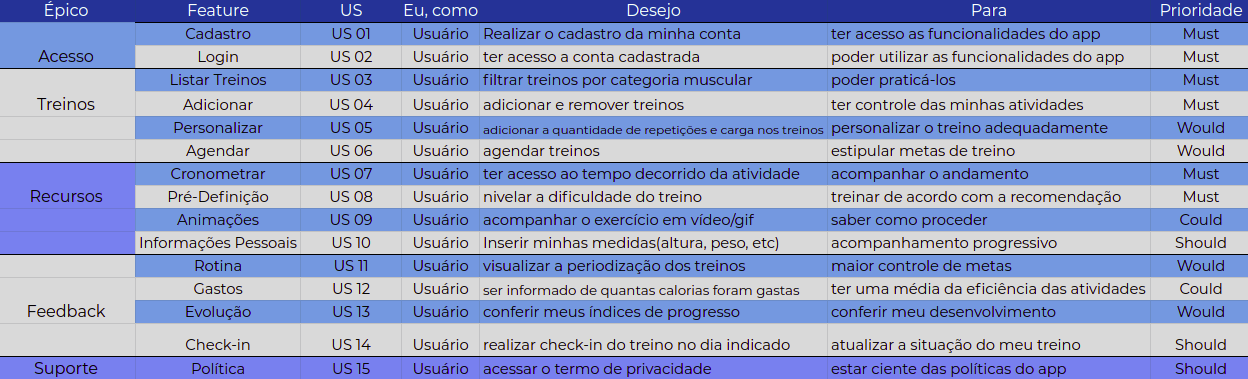 Épico Feature US Eu, como Desejo Para Prioridade
Cadastro US 01 Usuário Realizar o cadastro da minha conta ter acesso as funcionalidades do app Must
Acesso Login US 02 Usuário ter acesso a conta cadastrada poder utilizar as funcionalidades do app Must
Listar Treinos US 03 Usuário filtrar treinos por categoria muscular poder praticá-los Must
Treinos Adicionar US 04 Usuário adicionar e remover treinos ter controle das minhas atividades Must
Personalizar US 05 Usuário adicionar a quantidade de repetições e carga nos treinos personalizar o treino adequadamente Would
Agendar US 06 Usuário agendar treinos estipular metas de treino Would
Cronometrar US 07 Usuário ter acesso ao tempo decorrido da atividade acompanhar o andamento Must
Recursos Pré-Definição US 08 Usuário nivelar a dificuldade do treino treinar de acordo com a recomendação Must
Animações US 09 Usuário acompanhar o exercício em vídeo/gif saber como proceder Could
Informações Pessoais US 10 Usuário Inserir minhas medidas(altura, peso, etc) acompanhamento progressivo Should
Rotina US 11 Usuário visualizar a periodização dos treinos maior controle de metas Would
Gastos US 12 Usuário ser informado de quantas calorias foram gastas ter uma média da eficiência das atividades Could
Feedback Evolução US 13 Usuário conferir meus índices de progresso conferir meu desenvolvimento Would
Check-in US 14 Usuário realizar check-in do treino no dia indicado atualizar a situação do meu treino Should
Suporte Política US 15 Usuário acessar o termo de privacidade estar ciente das políticas do app Should